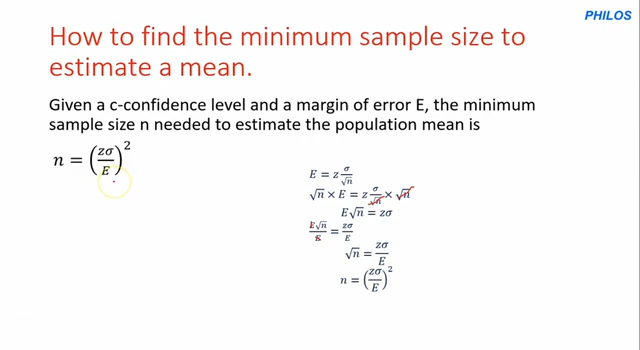 PHILOS
How to find the minimum sample size to
estimate a mean.
Given a c-confidence level and a margin of error E, the minimum
sample size n needed to estimate the population mean is
n = (zσ/E)²
E = z σ/√n
√n × E = z σ/√n × √n
E√n = zσ
E√n/E = zσ/E
√n = zσ/E
n = (zσ/E)²